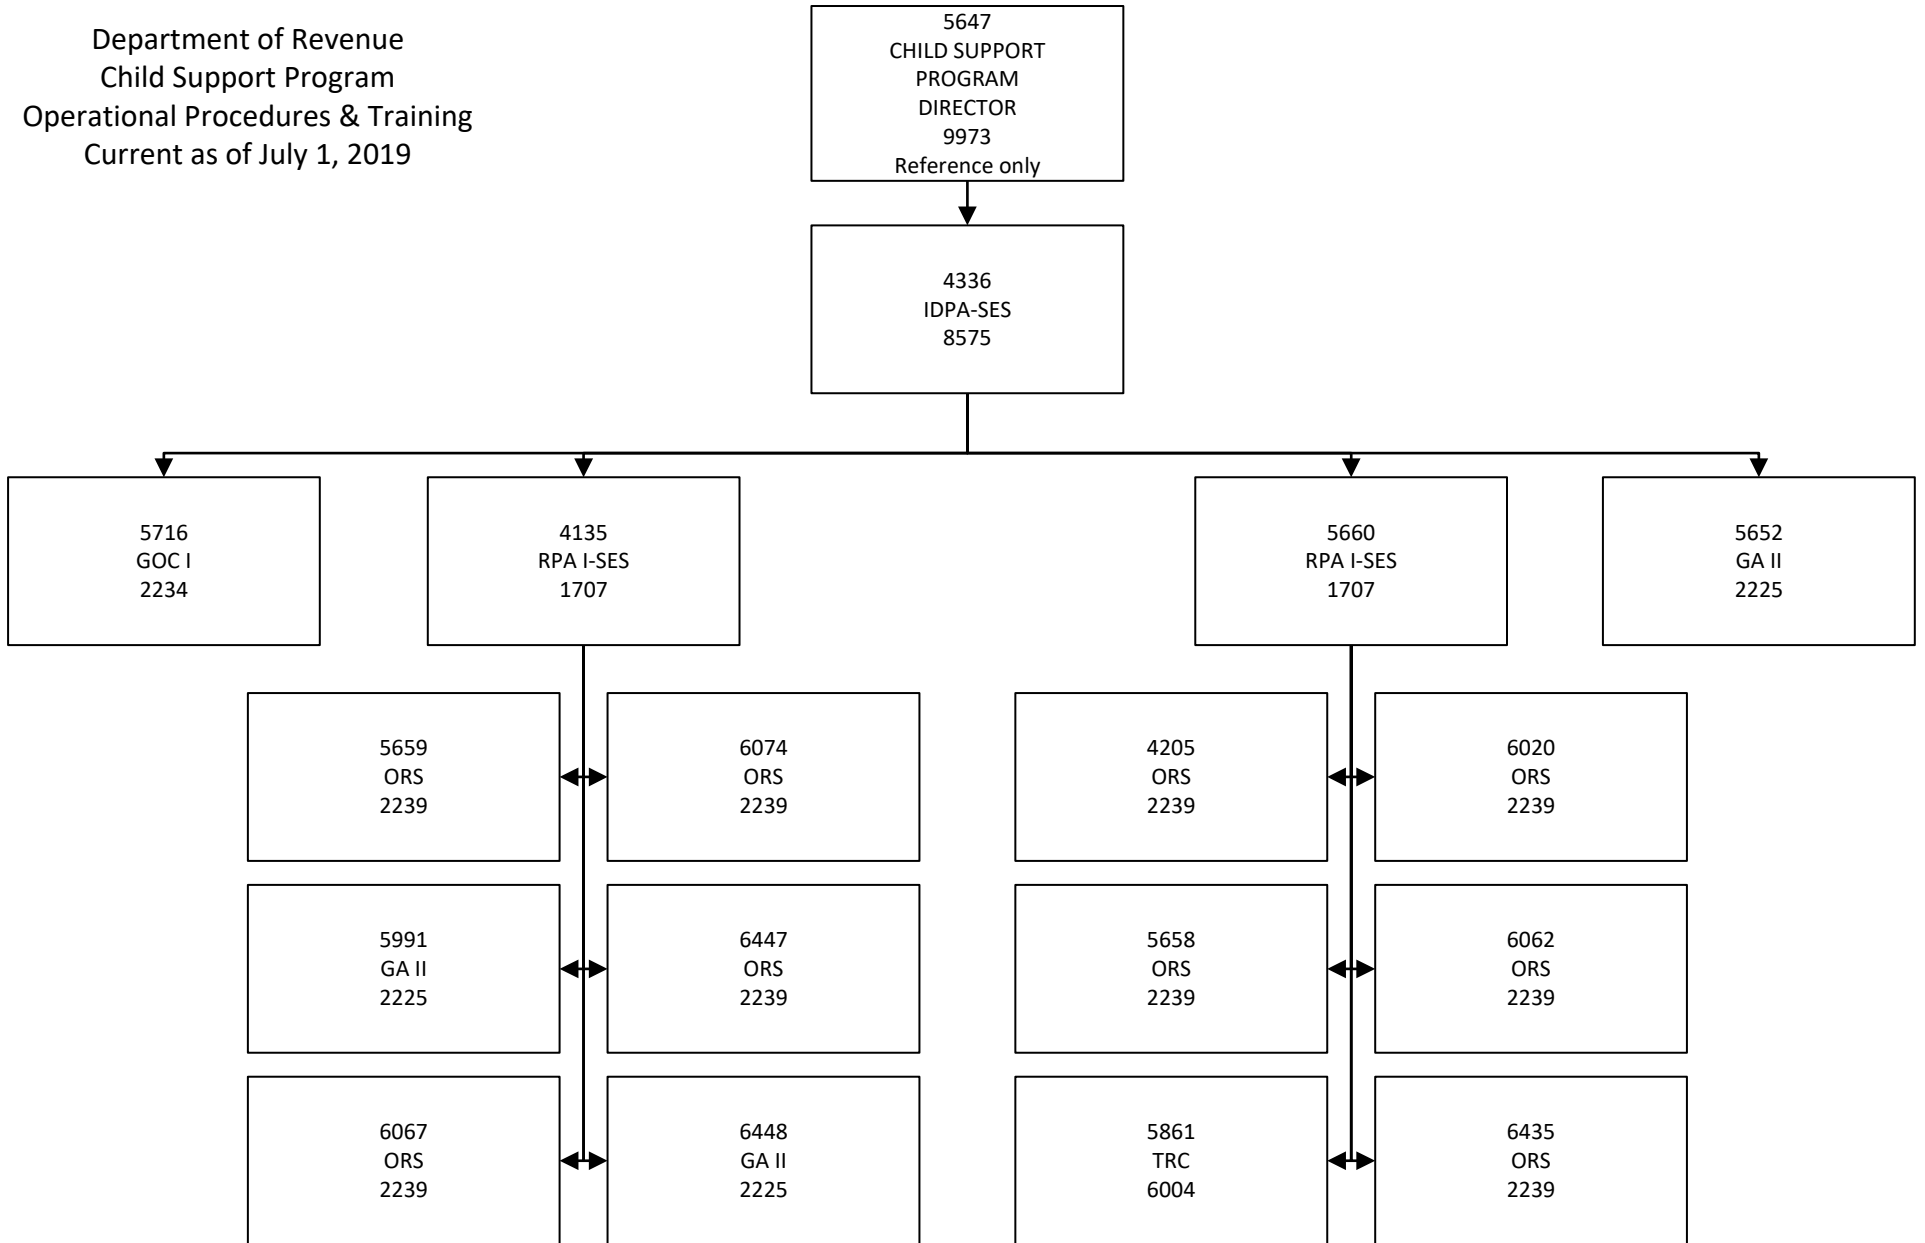 Department of Revenue
Child Support Program
Operational Procedures & Training
Current as of July 1, 2019
5647
CHILD SUPPORT
PROGRAM
DIRECTOR
9973
Reference only
4336
IDPA-SES
8575
5716
GOC I
2234
4135
RPA I-SES
1707
5660
RPA I-SES
1707
5652
GA II
2225
5659
ORS
2239
6074
ORS
2239
4205
ORS
2239
6020
ORS
2239
5991
GA II
2225
6447
ORS
2239
5658
ORS
2239
6062
ORS
2239
6067
ORS
2239
6448
GA II
2225
5861
TRC
6004
6435
ORS
2239